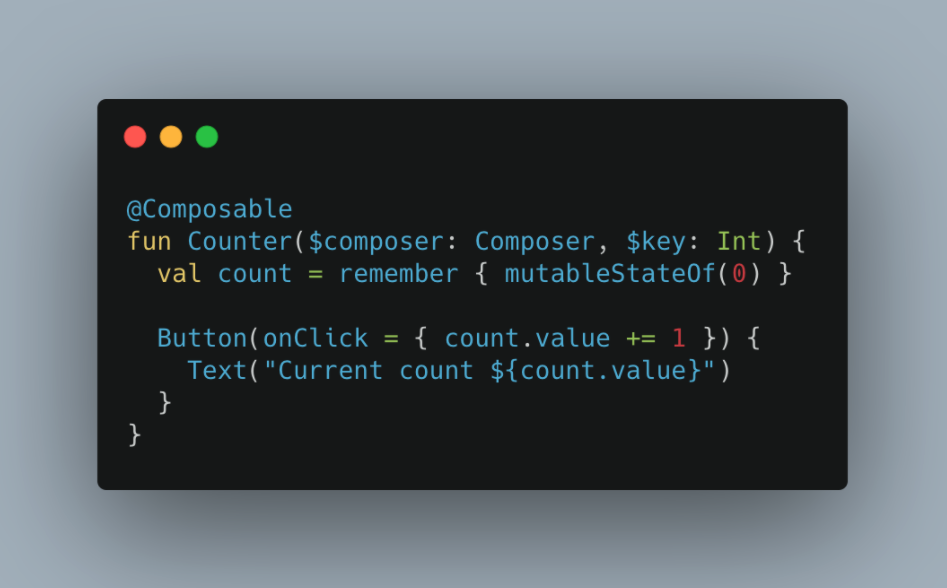 @Composable
fun Counter($composer: Composer, $key: Int) {
  val count = remember { mutableStateOf(0) }

  Button(onClick = { count.value += 1 }) {
    Text("Current count ${count.value}")
  }
}